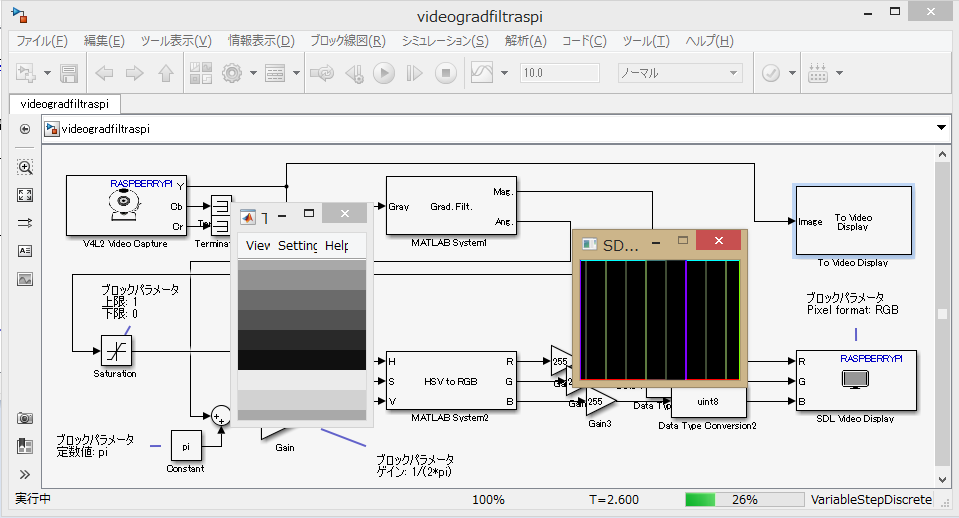 videogradfiltraspi
ファイル(F) 編集(E) ツール表示(V) 情報表示(D) ブロック線図(R) シミュレーション(S) 解析(A) コード(C) ツール(T) ヘルプ(H)
10.0 ノーマル
videogradfiltraspi
videogradfiltraspi
RASPBERRYPI
Y
Cb
Cr
V4L2 Video Capture
Gray
Grad. Filt.
Mag.
Ang.
MATLAB System1
Image
To Video
Display
To Video Display
View Setting Help
SD...
ブロックパラメータ
上限: 1
下限: 0
Saturation
ブロックパラメータ
Pixel format: RGB
H
S
V
HSV to RGB
R
G
B
MATLAB System2
255
255
Gain3
uint8
Data Type Conversion2
R
G
B
RASPBERRYPI
SDL Video Display
ブロックパラメータ
定数値: pi
pi
Constant
Gain
ブロックパラメータ
ゲイン: 1/(2*pi)
実行中 100% T=2.600 26% VariableStepDiscrete